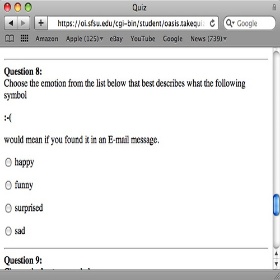 Quiz
https://oi.sfsu.edu/cgi-bin/student/oasis.takequiz
Google
Amazon Apple (125)▾ eBay YouTube Google News (739)▾
Question 8:
Choose the emotion from the list below that best describes what the following
symbol
:-(
would mean if you found it in an E-mail message.
happy
funny
surprised
sad
Question 9: